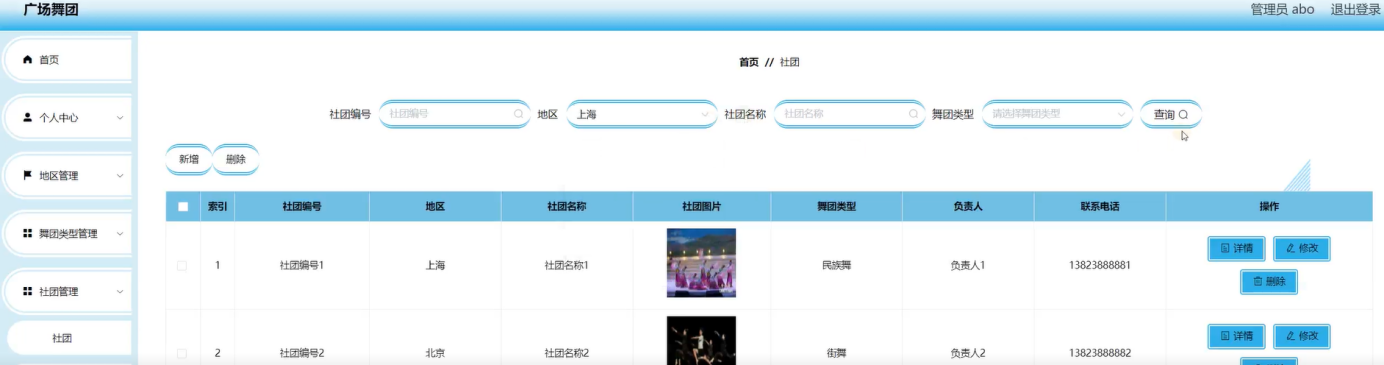 广场舞团 管理员 abo 退出登录
首页
个人中心
地区管理
舞团类型管理
社团管理
社团
首页 // 社团
社团编号 社团编号 地区 上海 社团名称 社团名称 舞团类型 请选择舞团类型 查询
新增 删除
索引 社团编号 地区 社团名称 社团图片 舞团类型 负责人 联系电话 操作
1 社团编号1 上海 社团名称1 民族舞 负责人1 13823888881 详情 修改
删除
2 社团编号2 北京 社团名称2 街舞 负责人2 13823888882 详情 修改